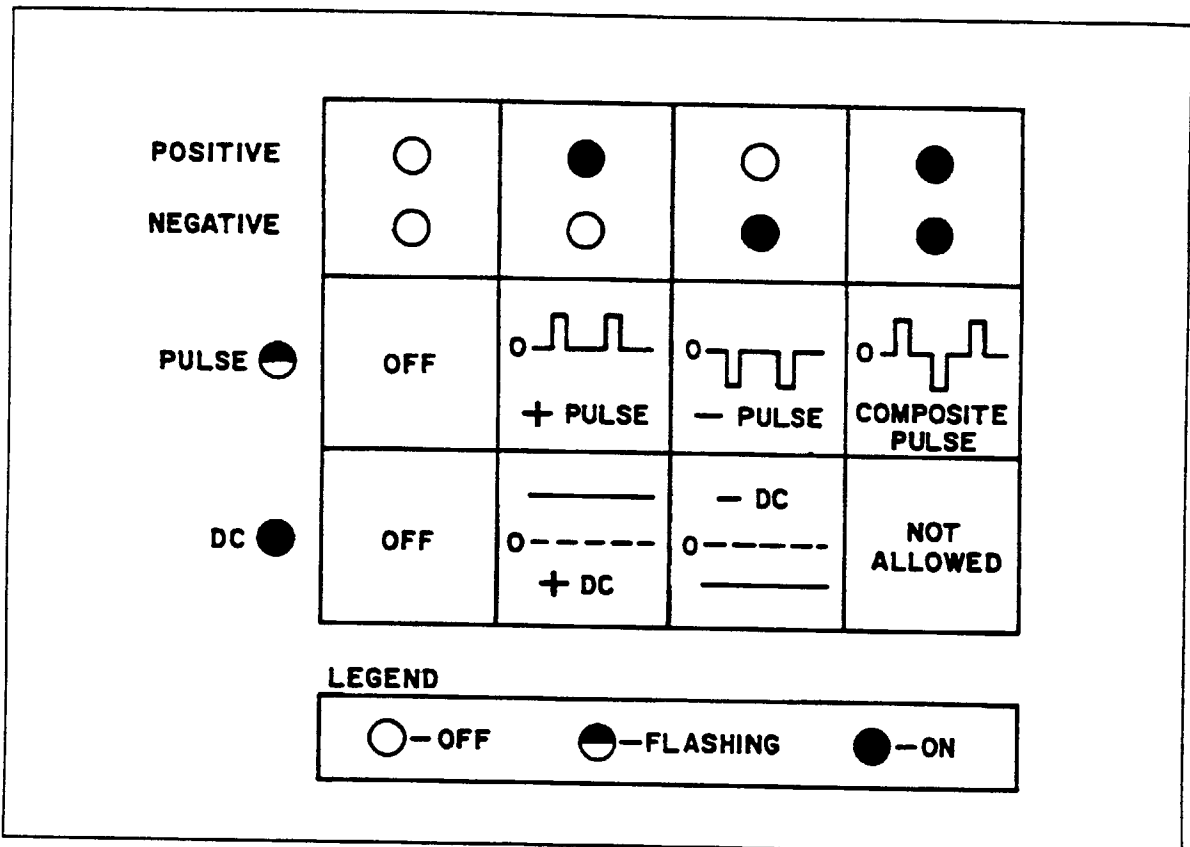 POSITIVE
NEGATIVE
PULSE OFF 0 0 0
+ PULSE — PULSE COMPOSITE
PULSE
DC OFF 0 + DC — DC 0 NOT
ALLOWED
LEGEND
— OFF — FLASHING — ON